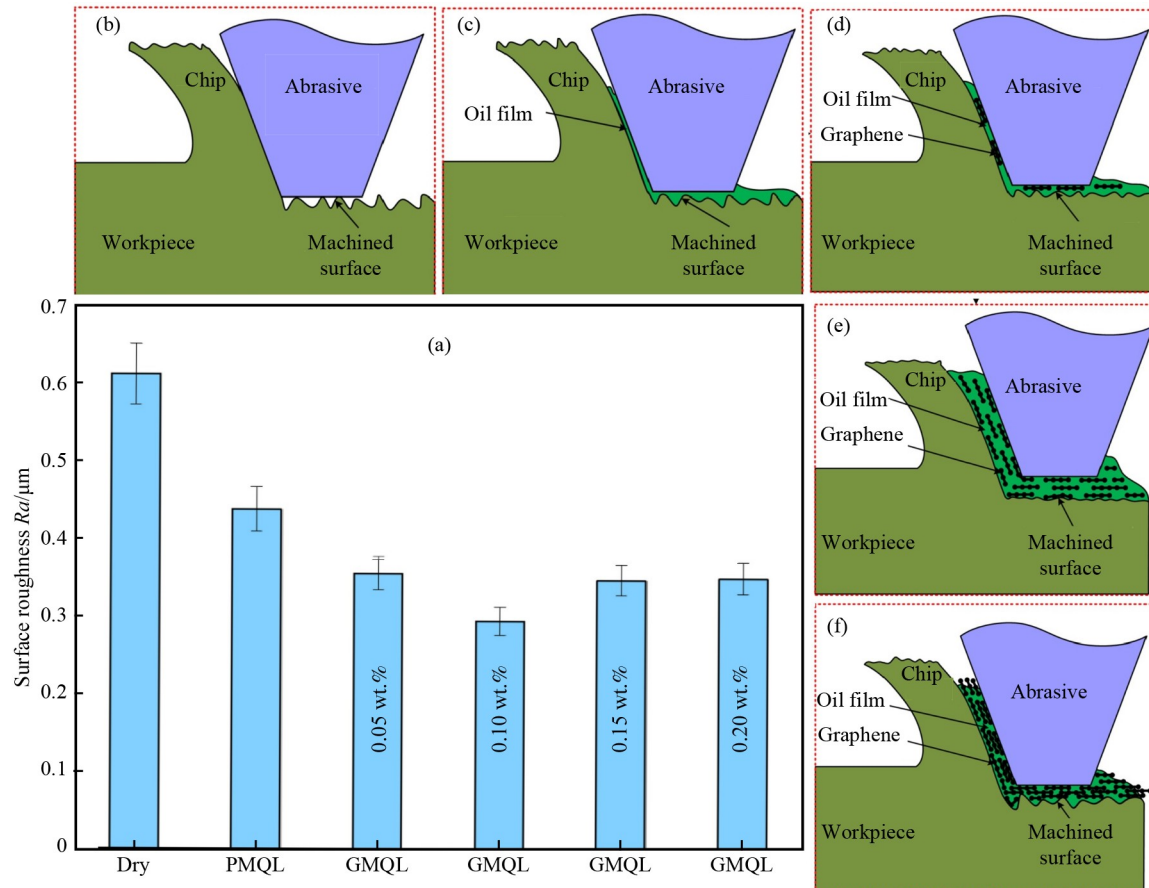 (b)
Chip
Abrasive
Workpiece
Machined
surface
(c)
Chip
Abrasive
Oil film
Workpiece
Machined
surface
(d)
Chip
Abrasive
Oil film
Graphene
Workpiece
Machined
surface
(a)
Surface roughness Ra/μm
0.7
0.6
0.5
0.4
0.3
0.2
0.1
0
0.05 wt.%
0.10 wt.%
0.15 wt.%
0.20 wt.%
Dry
PMQL
GMQL
GMQL
GMQL
GMQL
(e)
Chip
Abrasive
Oil film
Graphene
Workpiece
Machined
surface
(f)
Chip
Abrasive
Oil film
Graphene
Workpiece
Machined
surface